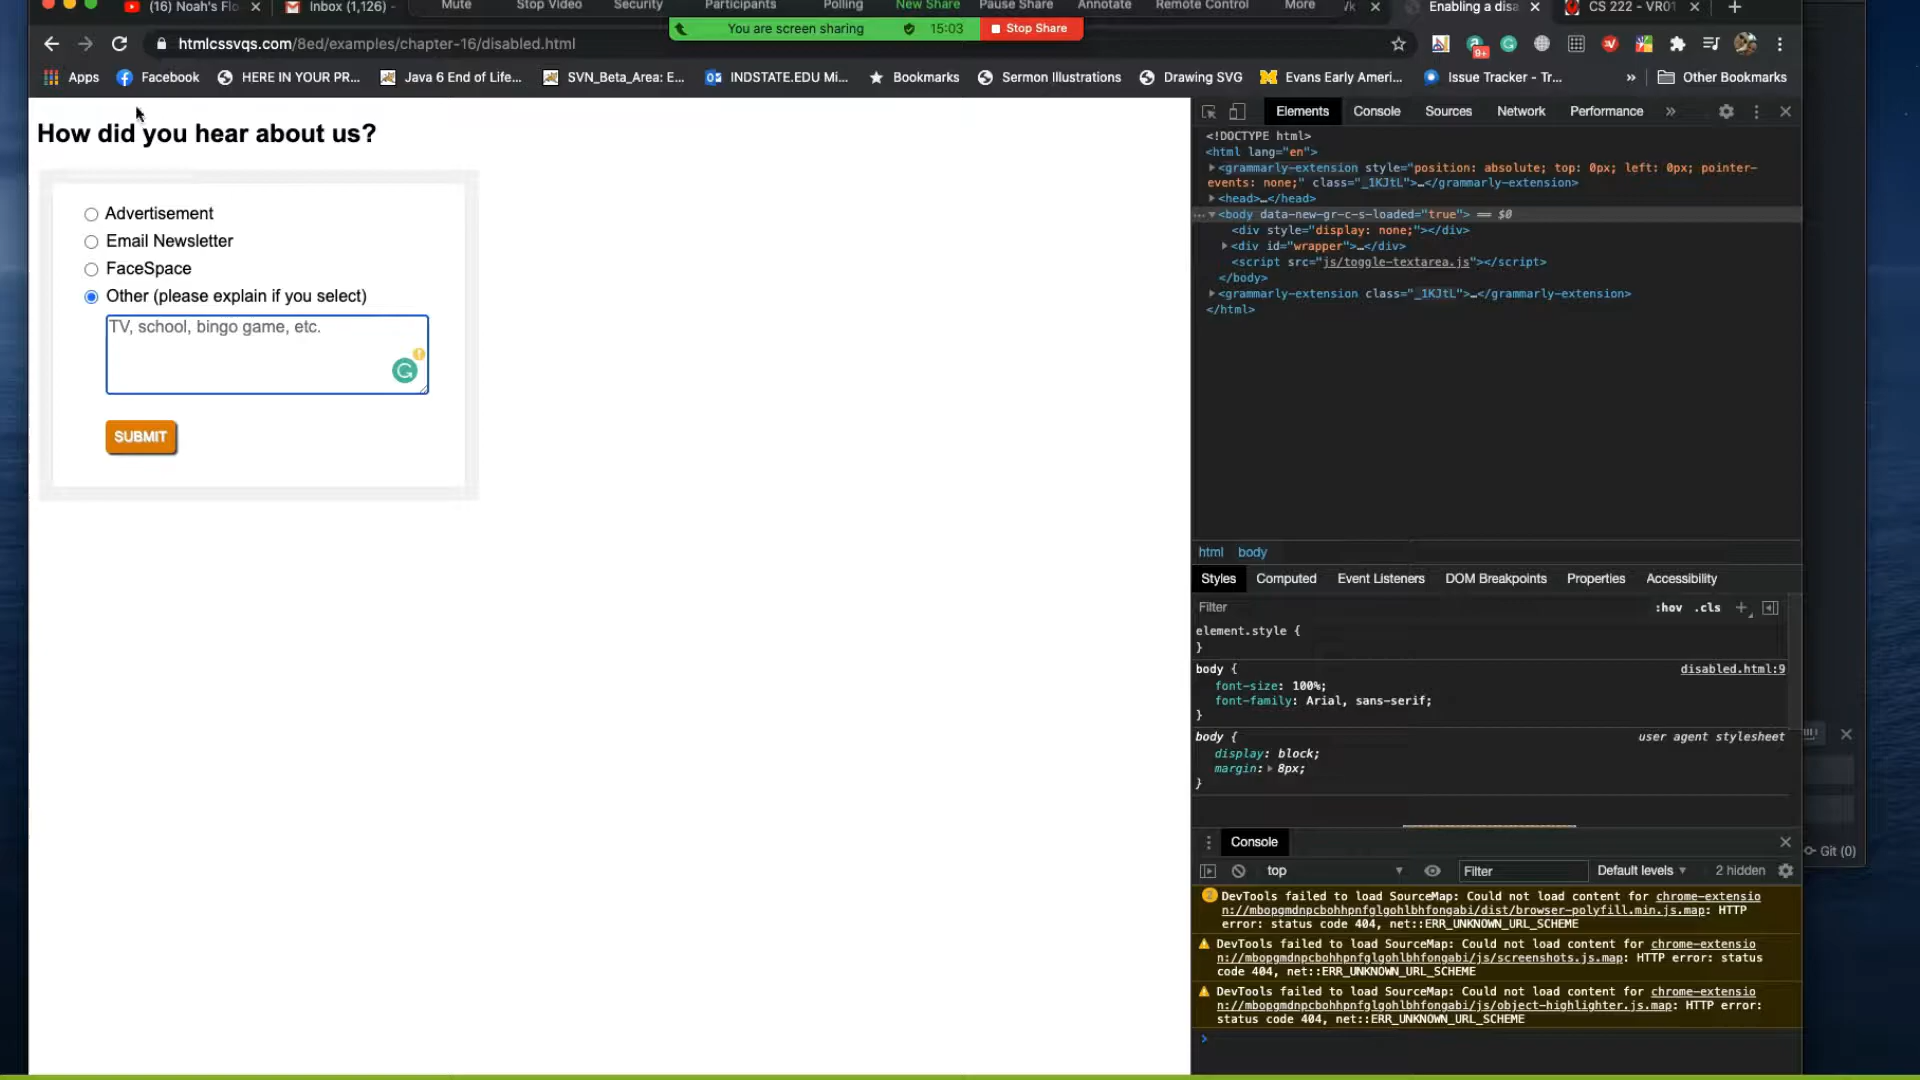 (16) Noah's Flo
Inbox (1,126) -
Mute
Stop Video
Security
Participants
Polling
New Share
Pause Share
Annotate
Remote Control
More
Enabling a disa
CS 222 - VR01
You are screen sharing
15:03
Stop Share
htmlcssvqs.com/8ed/examples/chapter-16/disabled.html
9+
Apps
Facebook
HERE IN YOUR PR...
Java 6 End of Life...
SVN_Beta_Area: E...
INDSTATE.EDU Mi...
Bookmarks
Sermon Illustrations
Drawing SVG
Evans Early Ameri...
Issue Tracker - Tr...
»
Other Bookmarks
How did you hear about us?
Advertisement
Email Newsletter
FaceSpace
Other (please explain if you select)
TV, school, bingo game, etc.
SUBMIT
Elements
Console
Sources
Network
Performance
»
<!DOCTYPE html>
<html lang="en">
<grammarly-extension style="position: absolute; top: 0px; left: 0px; pointer-
events: none;" class="_1KJtL">…</grammarly-extension>
<head>…</head>
<body data-new-gr-c-s-loaded="true"> == $0
<div style="display: none;"></div>
<div id="wrapper">…</div>
<script src="js/toggle-textarea.js"></script>
</body>
<grammarly-extension class="_1KJtL">…</grammarly-extension>
</html>
html body
Styles
Computed
Event Listeners
DOM Breakpoints
Properties
Accessibility
Filter
:hov .cls +
element.style {
}
body {
disabled.html:9
font-size: 100%;
font-family: Arial, sans-serif;
}
body {
user agent stylesheet
display: block;
margin: 8px;
}
Console
top
Filter
Default levels
2 hidden
Git (0)
2 DevTools failed to load SourceMap: Could not load content for chrome-extensio
n://mbopgmdnpcbohhpnfglgohlbhfongabi/dist/browser-polyfill.min.js.map: HTTP
error: status code 404, net::ERR_UNKNOWN_URL_SCHEME
DevTools failed to load SourceMap: Could not load content for chrome-extensio
n://mbopgmdnpcbohhpnfglgohlbhfongabi/js/screenshots.js.map: HTTP error: status
code 404, net::ERR_UNKNOWN_URL_SCHEME
DevTools failed to load SourceMap: Could not load content for chrome-extensio
n://mbopgmdnpcbohhpnfglgohlbhfongabi/js/object-highlighter.js.map: HTTP error:
status code 404, net::ERR_UNKNOWN_URL_SCHEME